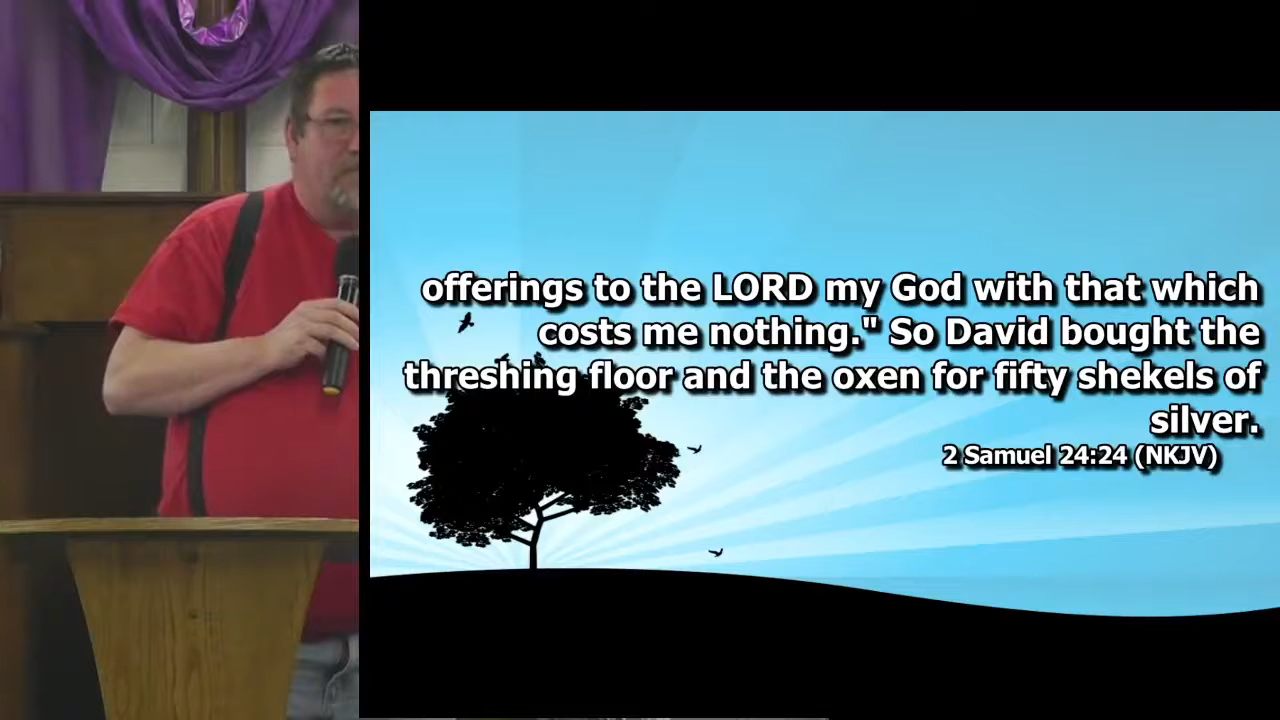 offerings to the LORD my God with that which
costs me nothing." So David bought the
threshing floor and the oxen for fifty shekels of
silver.
2 Samuel 24:24 (NKJV)